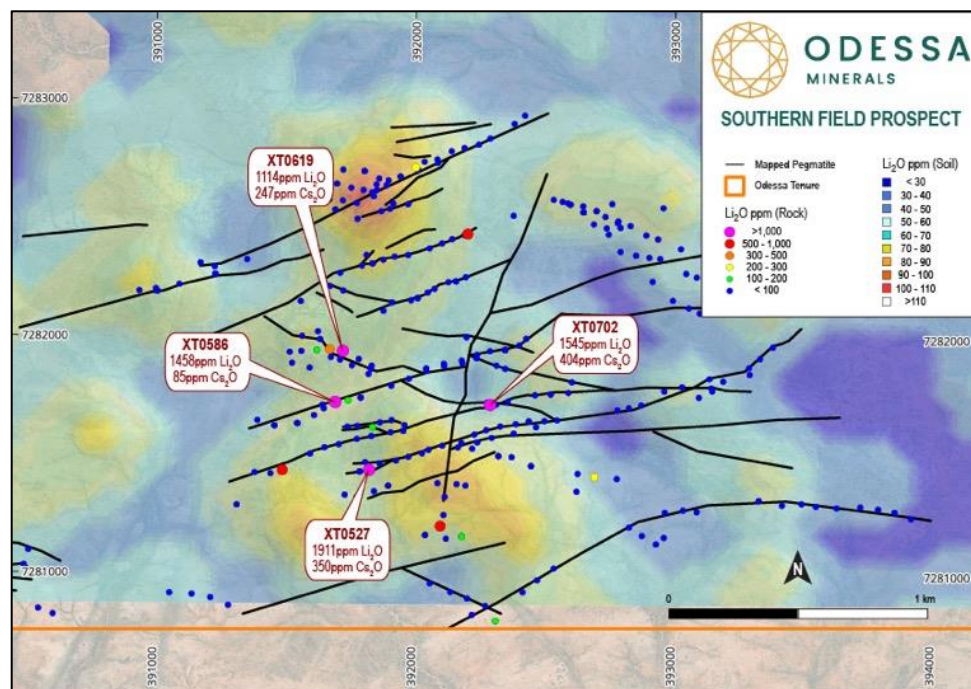 391000
392000
393000
7283000
7283000
ODESSA
MINERALS
SOUTHERN FIELD PROSPECT
Mapped Pegmatite
Odessa Tenure
Li₂O ppm (Rock)
>1,000
500 - 1,000
300 - 500
200 - 300
100 - 200
< 100
Li₂O ppm (Soil)
< 30
30 - 40
40 - 50
50 - 60
60 - 70
70 - 80
80 - 90
90 - 100
100 - 110
>110
XT0619
1114ppm Li₂O
247ppm Cs₂O
7282000
7282000
XT0586
1458ppm Li₂O
85ppm Cs₂O
XT0702
1545ppm Li₂O
404ppm Cs₂O
XT0527
1911ppm Li₂O
350ppm Cs₂O
7281000
7281000
N
0
1 km
391000
392000
393000
394000